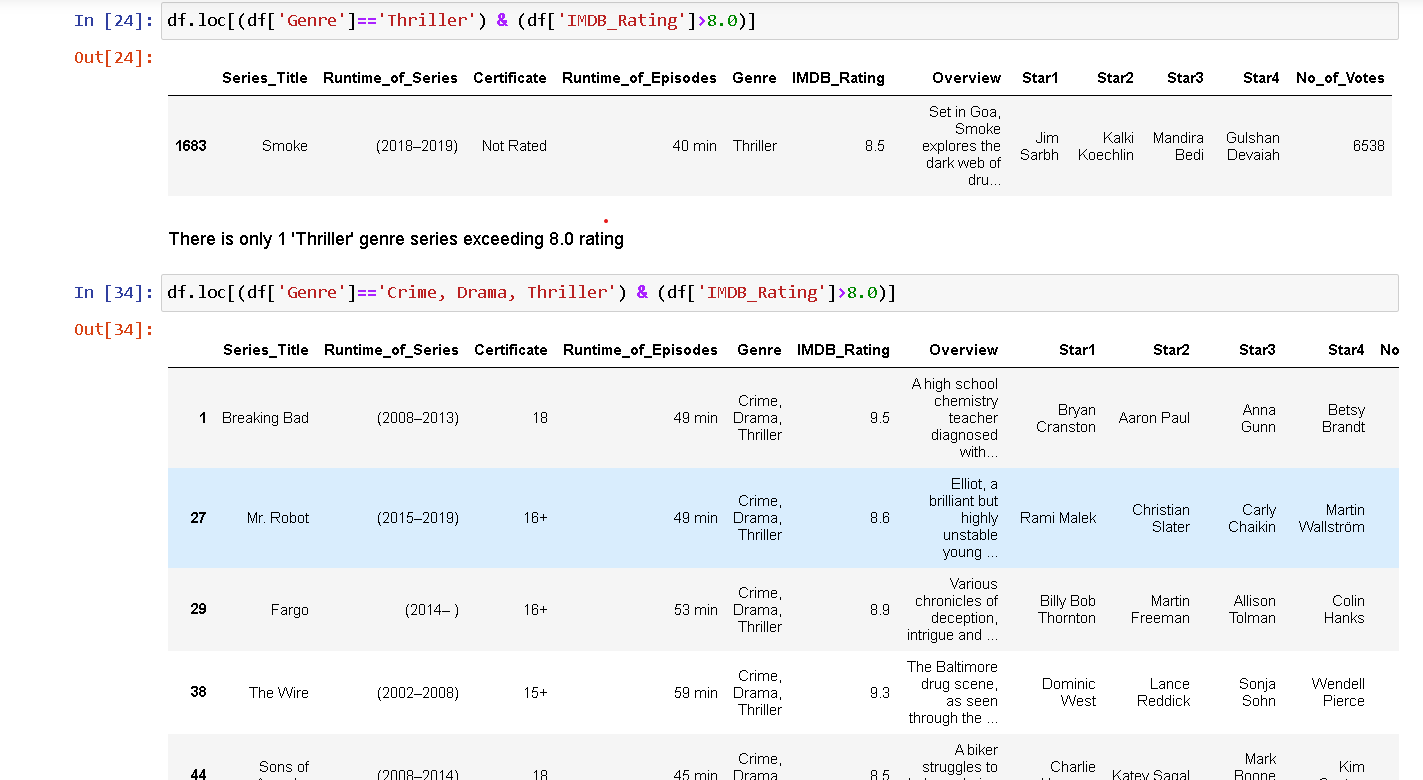 In [24]: df.loc[(df['Genre']=='Thriller') & (df['IMDB_Rating']>8.0)]
Out[24]:
Series_Title Runtime_of_Series Certificate Runtime_of_Episodes Genre IMDB_Rating Overview Star1 Star2 Star3 Star4 No_of_Votes
Set in Goa,
Smoke
explores the
dark web of
dru...
1683 Smoke (2018–2019) Not Rated 40 min Thriller 8.5 Jim Sarbh Kalki Koechlin Mandira Bedi Gulshan Devaiah 6538
There is only 1 'Thriller' genre series exceeding 8.0 rating
In [34]: df.loc[(df['Genre']=='Crime, Drama, Thriller') & (df['IMDB_Rating']>8.0)]
Out[34]:
Series_Title Runtime_of_Series Certificate Runtime_of_Episodes Genre IMDB_Rating Overview Star1 Star2 Star3 Star4 No
1 Breaking Bad (2008–2013) 18 49 min Crime, Drama, Thriller 9.5
A high school
chemistry
teacher
diagnosed
with...
Bryan Cranston Aaron Paul Anna Gunn Betsy Brandt
27 Mr. Robot (2015–2019) 16+ 49 min Crime, Drama, Thriller 8.6
Elliot, a
brilliant but
highly
unstable
young ...
Rami Malek Christian Slater Carly Chaikin Martin Wallström
29 Fargo (2014– ) 16+ 53 min Crime, Drama, Thriller 8.9
Various
chronicles of
deception,
intrigue and ...
Billy Bob Thornton Martin Freeman Allison Tolman Colin Hanks
38 The Wire (2002–2008) 15+ 59 min Crime, Drama, Thriller 9.3
The Baltimore
drug scene,
as seen
through the ...
Dominic West Lance Reddick Sonja Sohn Wendell Pierce
44 Sons of (2008–2014) 18 45 min Crime, Drama, 8.5
A biker
struggles to
Charlie Katey Sagal Mark Boone Kim